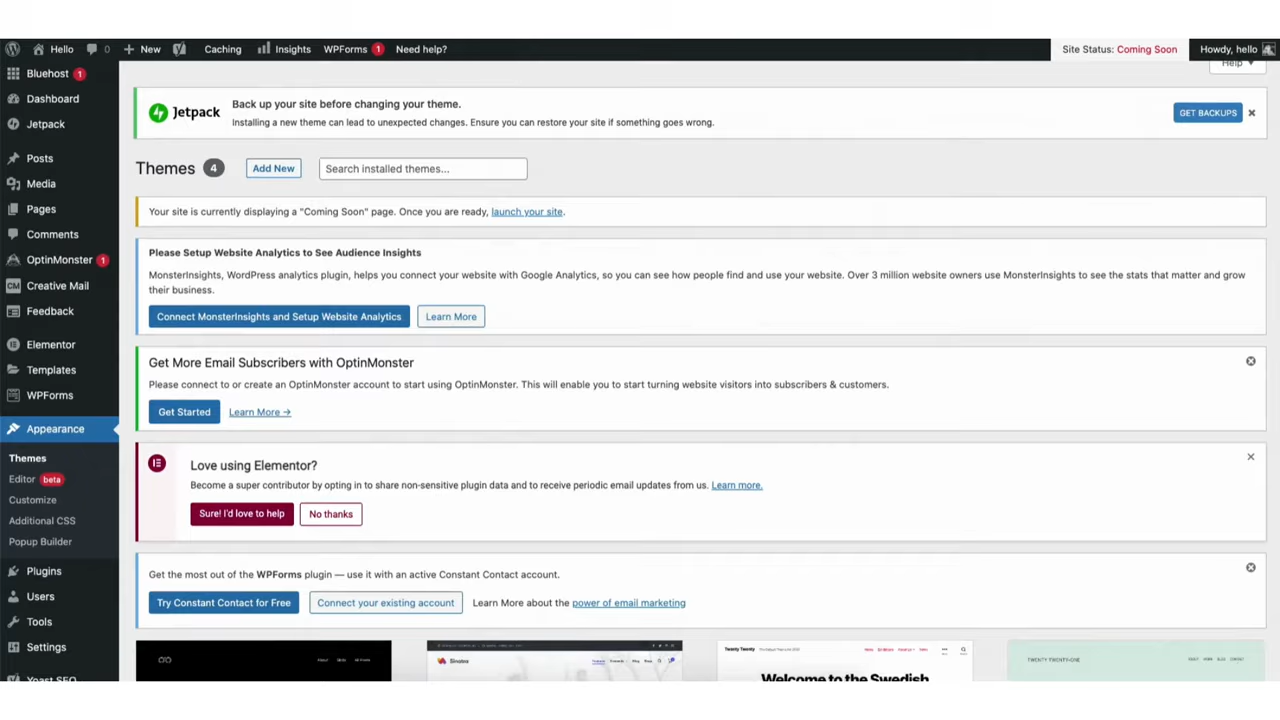 Hello 0 New Caching Insights WPForms 1 Need help? Site Status: Coming Soon Howdy, hello
Help
Bluehost 1
Dashboard
Jetpack
Posts
Media
Pages
Comments
OptinMonster 1
CM Creative Mail
Feedback
Elementor
Templates
WPForms
Appearance
Themes
Editor beta
Customize
Additional CSS
Popup Builder
Plugins
Users
Tools
Settings
Yoast SEO
Jetpack
Back up your site before changing your theme.
Installing a new theme can lead to unexpected changes. Ensure you can restore your site if something goes wrong.
GET BACKUPS
Themes 4 Add New Search installed themes...
Your site is currently displaying a "Coming Soon" page. Once you are ready, launch your site.
Please Setup Website Analytics to See Audience Insights
MonsterInsights, WordPress analytics plugin, helps you connect your website with Google Analytics, so you can see how people find and use your website. Over 3 million website owners use MonsterInsights to see the stats that matter and grow
their business.
Connect MonsterInsights and Setup Website Analytics Learn More
Get More Email Subscribers with OptinMonster
Please connect to or create an OptinMonster account to start using OptinMonster. This will enable you to start turning website visitors into subscribers & customers.
Get Started Learn More →
Love using Elementor?
Become a super contributor by opting in to share non-sensitive plugin data and to receive periodic email updates from us. Learn more.
Sure! I'd love to help No thanks
Get the most out of the WPForms plugin — use it with an active Constant Contact account.
Try Constant Contact for Free Connect your existing account Learn More about the power of email marketing
Sinatra
Twenty Twenty
Welcome to the Swedish
TWENTY TWENTY-ONE